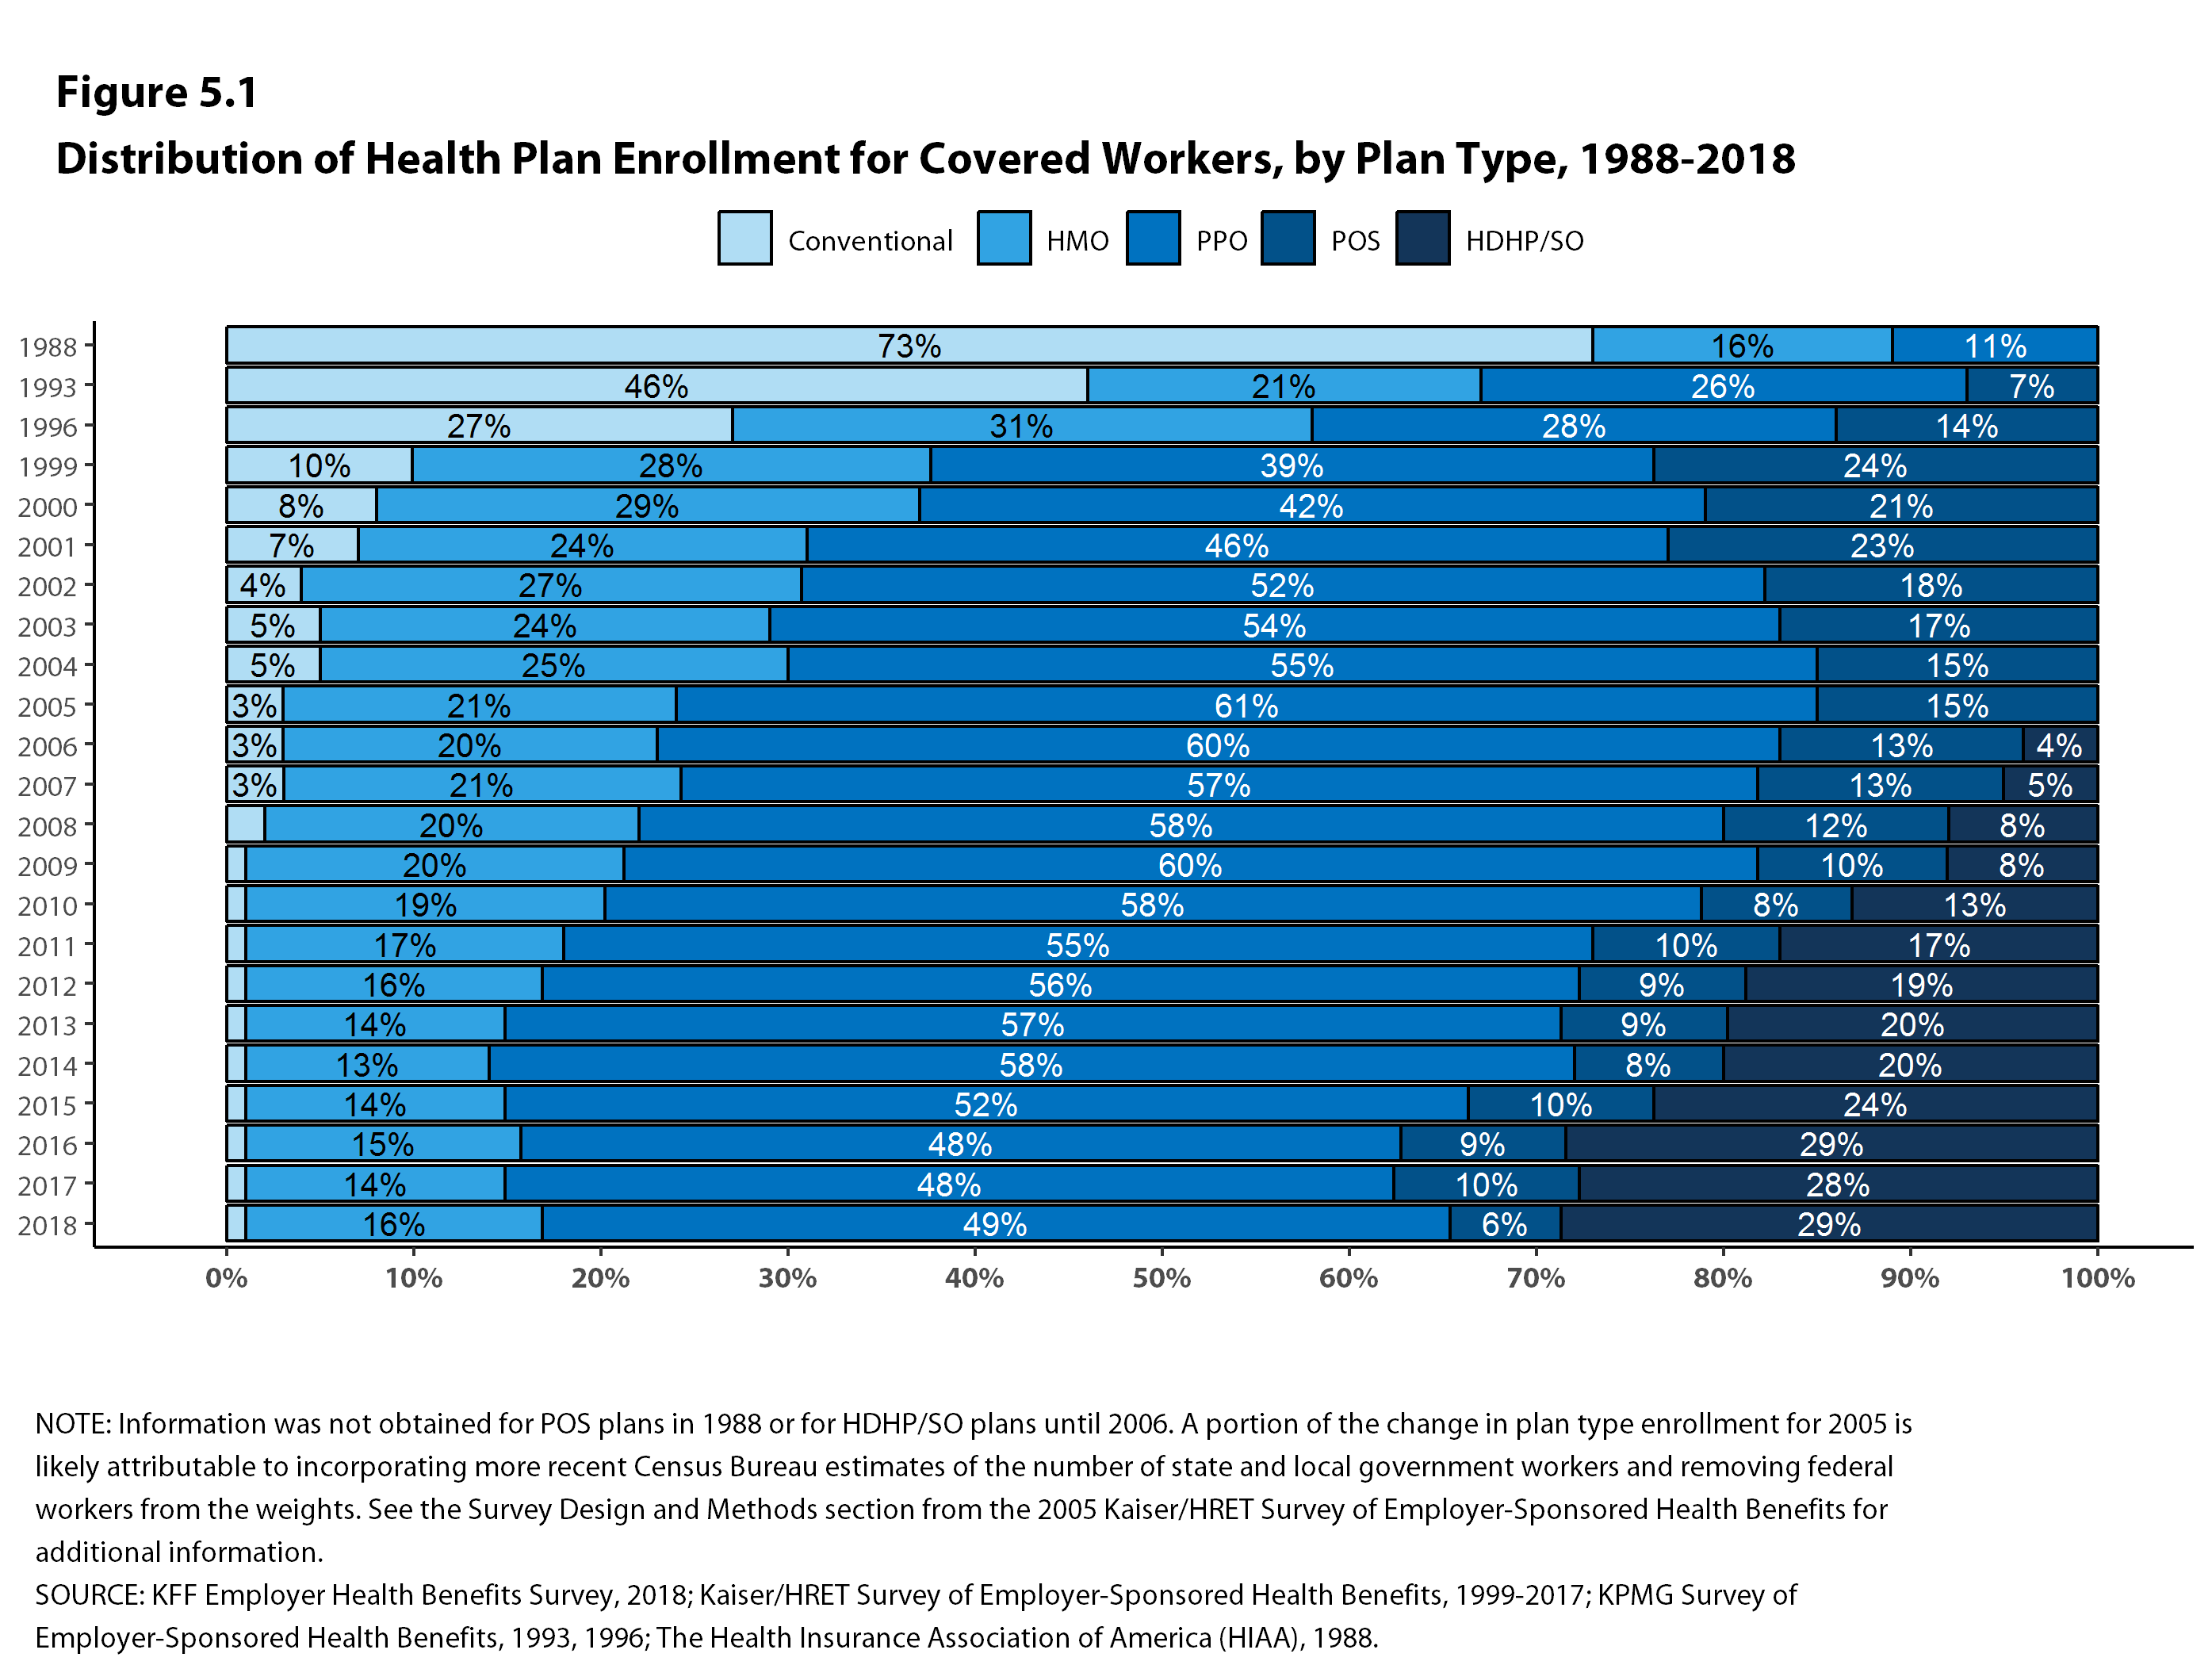 Figure 5.1
Distribution of Health Plan Enrollment for Covered Workers, by Plan Type, 1988-2018
Conventional HMO PPO POS HDHP/SO
1988 73% 16% 11%
1993 46% 21% 26% 7%
1996 27% 31% 28% 14%
1999 10% 28% 39% 24%
2000 8% 29% 42% 21%
2001 7% 24% 46% 23%
2002 4% 27% 52% 18%
2003 5% 24% 54% 17%
2004 5% 25% 55% 15%
2005 3% 21% 61% 15%
2006 3% 20% 60% 13% 4%
2007 3% 21% 57% 13% 5%
2008 20% 58% 12% 8%
2009 20% 60% 10% 8%
2010 19% 58% 8% 13%
2011 17% 55% 10% 17%
2012 16% 56% 9% 19%
2013 14% 57% 9% 20%
2014 13% 58% 8% 20%
2015 14% 52% 10% 24%
2016 15% 48% 9% 29%
2017 14% 48% 10% 28%
2018 16% 49% 6% 29%
0% 10% 20% 30% 40% 50% 60% 70% 80% 90% 100%
NOTE: Information was not obtained for POS plans in 1988 or for HDHP/SO plans until 2006. A portion of the change in plan type enrollment for 2005 is
likely attributable to incorporating more recent Census Bureau estimates of the number of state and local government workers and removing federal
workers from the weights. See the Survey Design and Methods section from the 2005 Kaiser/HRET Survey of Employer-Sponsored Health Benefits for
additional information.
SOURCE: KFF Employer Health Benefits Survey, 2018; Kaiser/HRET Survey of Employer-Sponsored Health Benefits, 1999-2017; KPMG Survey of
Employer-Sponsored Health Benefits, 1993, 1996; The Health Insurance Association of America (HIAA), 1988.